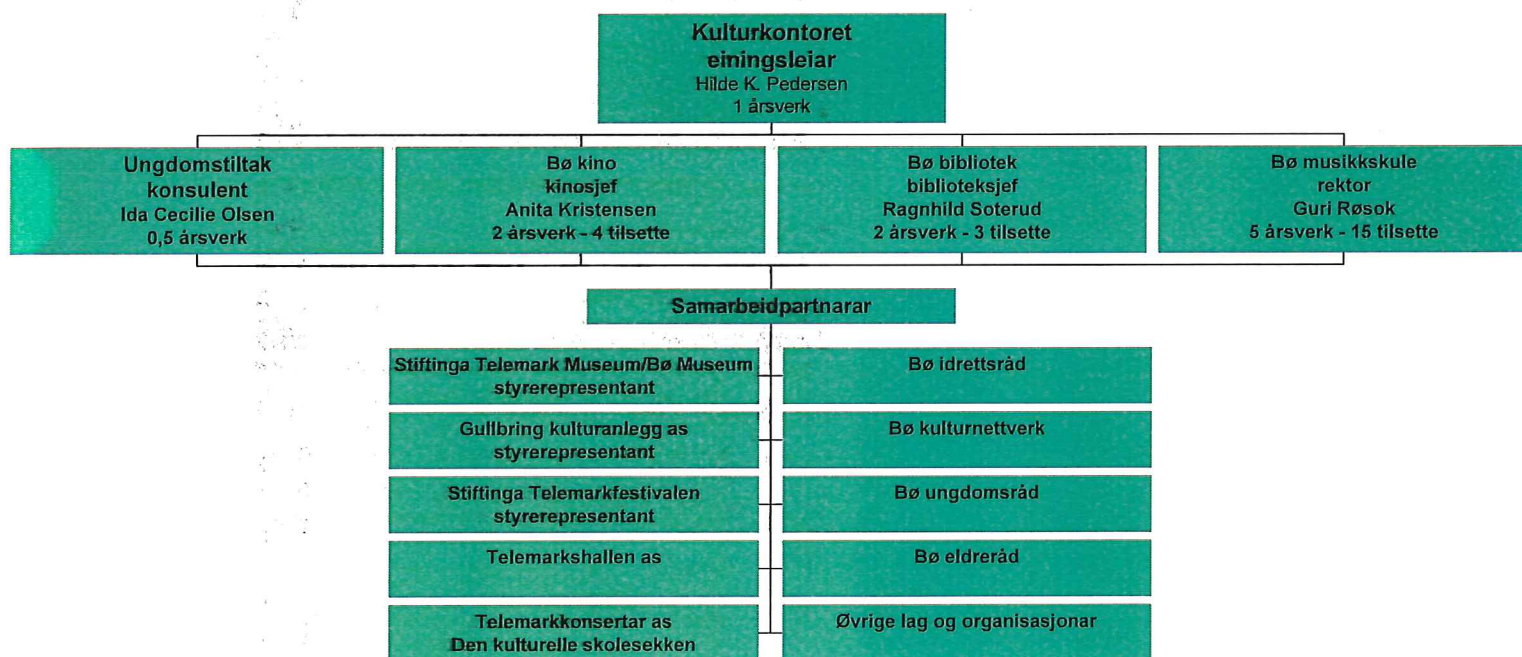 Kulturkontoret
einingsleiar
Hilde K. Pedersen
1 årsverk
Ungdomstiltak
konsulent
Ida Cecilie Olsen
0,5 årsverk
Bø kino
kinosjef
Anita Kristensen
2 årsverk - 4 tilsette
Bø bibliotek
biblioteksjef
Ragnhild Soterud
2 årsverk - 3 tilsette
Bø musikkskule
rektor
Guri Røsok
5 årsverk - 15 tilsette
Samarbeidpartnarar
Stiftinga Telemark Museum/Bø Museum
styrerepresentant
Bø idrettsråd
Gullbring kulturanlegg as
styrerepresentant
Bø kulturnettverk
Stiftinga Telemarkfestivalen
styrerepresentant
Bø ungdomsråd
Telemarkshallen as
Bø eldreråd
Telemarkkonsertar as
Den kulturelle skolesekken
Øvrige lag og organisasjonar